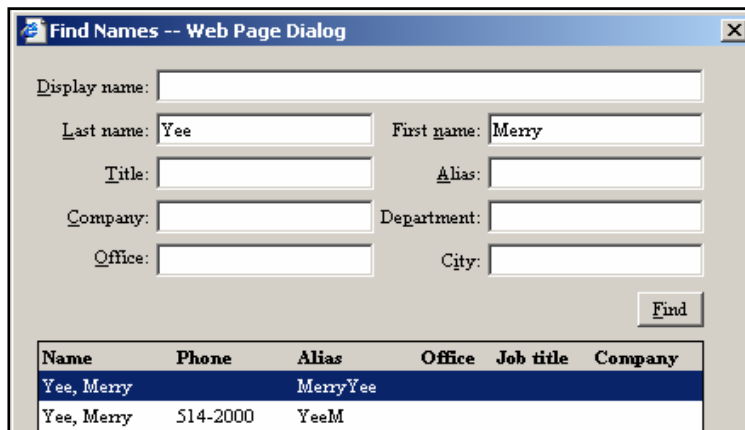 Find Names -- Web Page Dialog
Display name:
Last name: Yee First name: Merry
Title: Alias:
Company: Department:
Office: City:
Find
Name Phone Alias Office Job title Company
Yee, Merry MerryYee
Yee, Merry 514-2000 YeeM